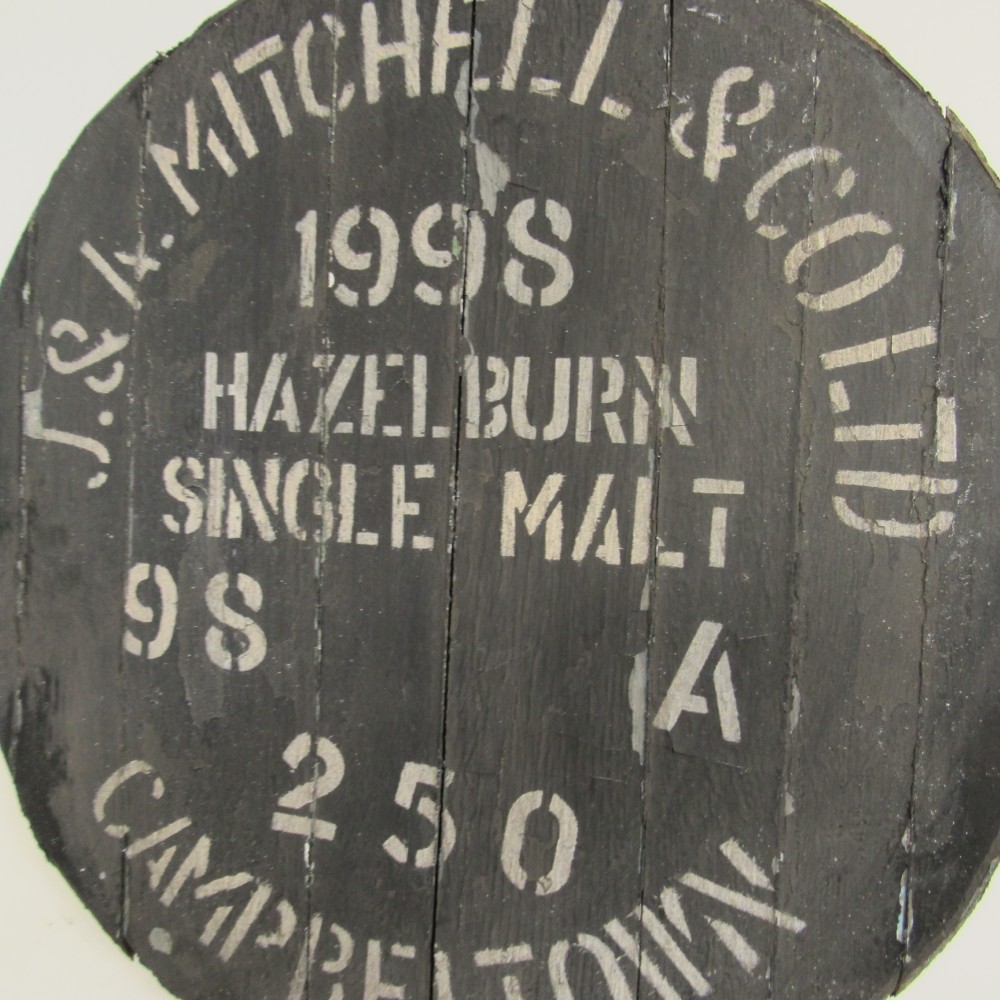 J. & A. MITCHELL & CO LTD
1998
HAZELBURN
SINGLE MALT
98 A
250
CAMPBELTOWN